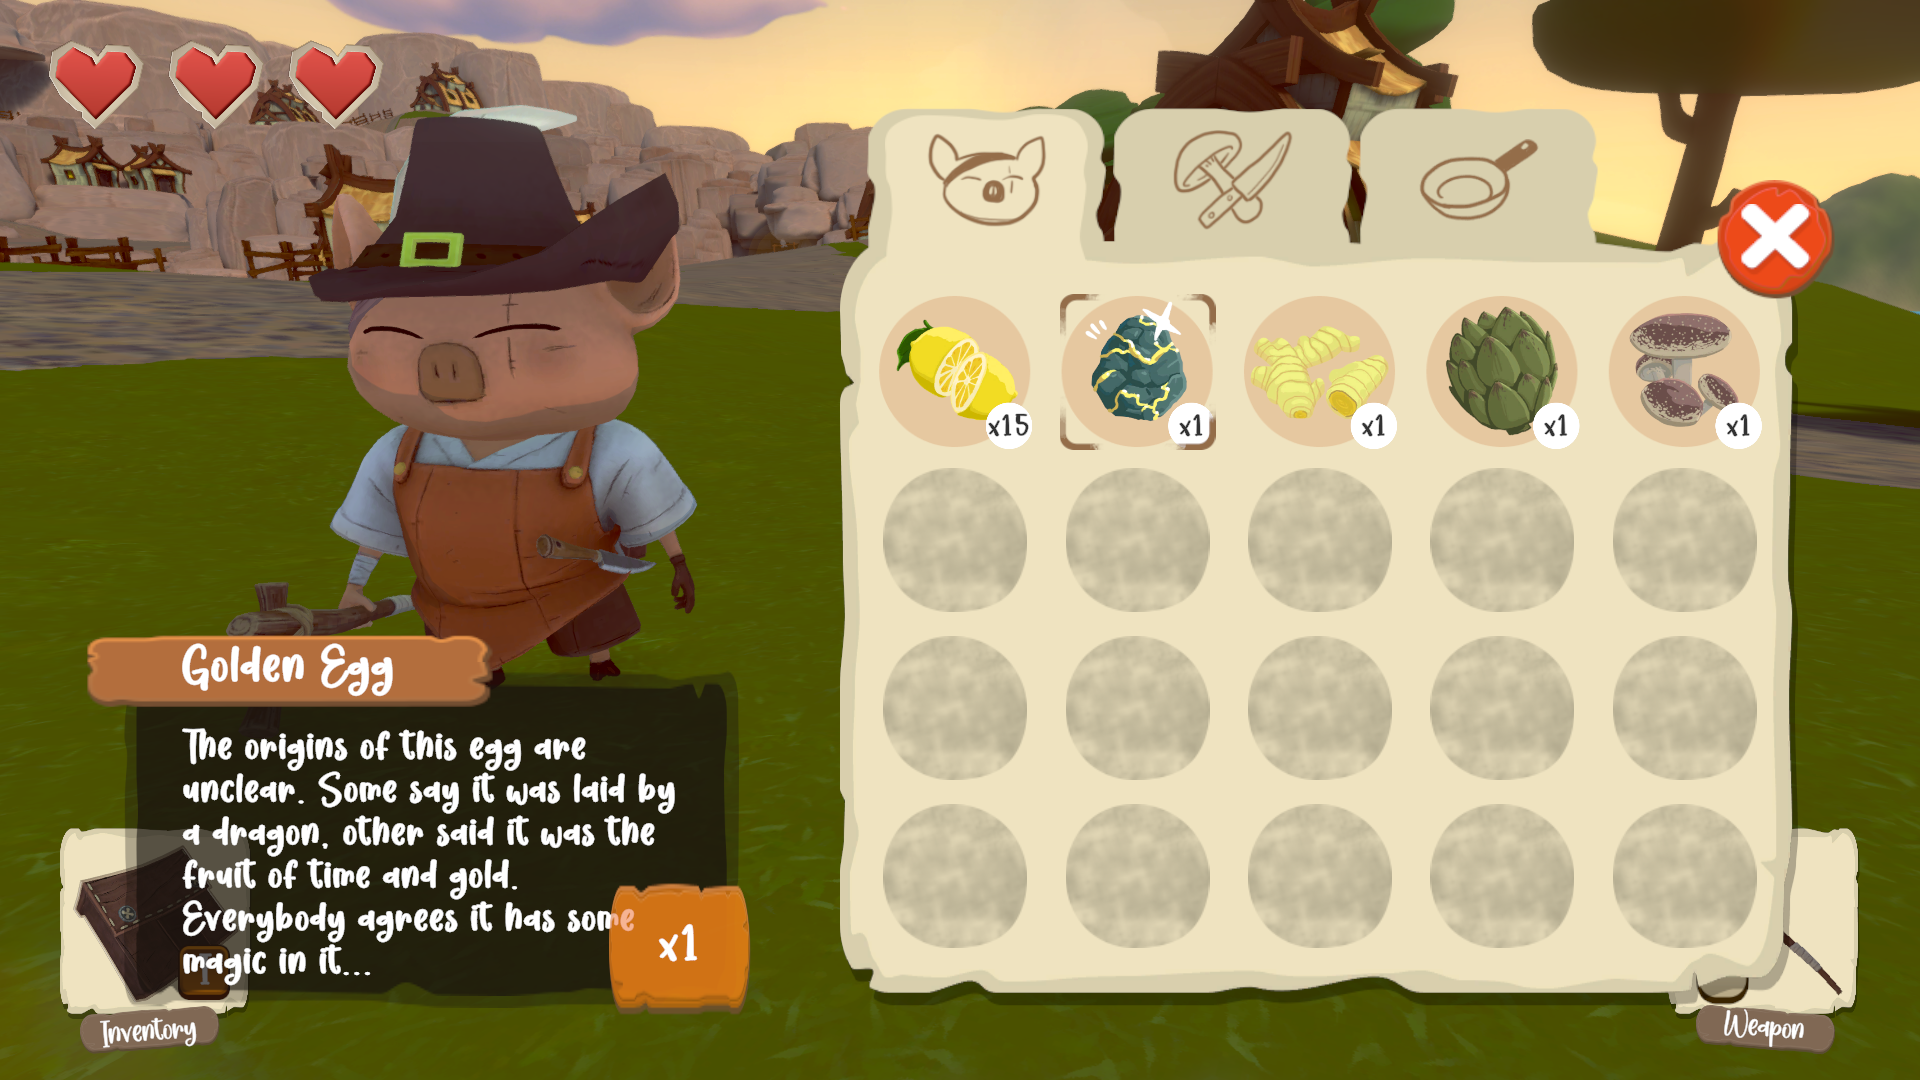 x15
x1
x1
x1
x1
Golden Egg
The origins of this egg are
unclear. Some say it was laid by
a dragon, other said it was the
fruit of time and gold.
Everybody agrees it has some
magic in it...
x1
I
Inventory
Weapon